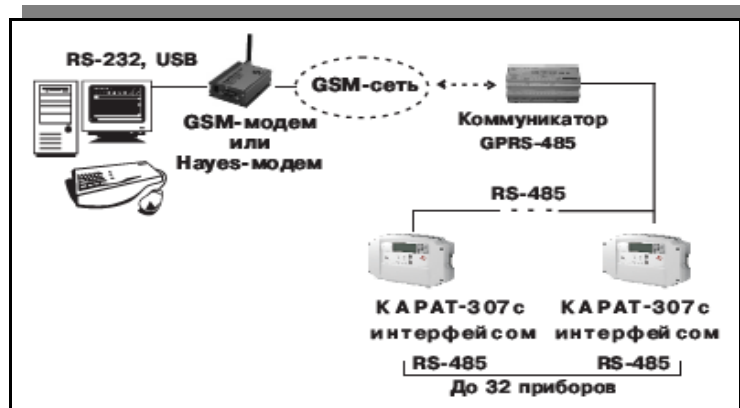 RS-232, USB
GSM-модем
или
Hayes-модем
GSM-сеть
Коммуникатор
GPRS-485
RS-485
КАРАТ-307с
интерфейсом
RS-485
КАРАТ-307с
интерфейсом
RS-485
До 32 приборов